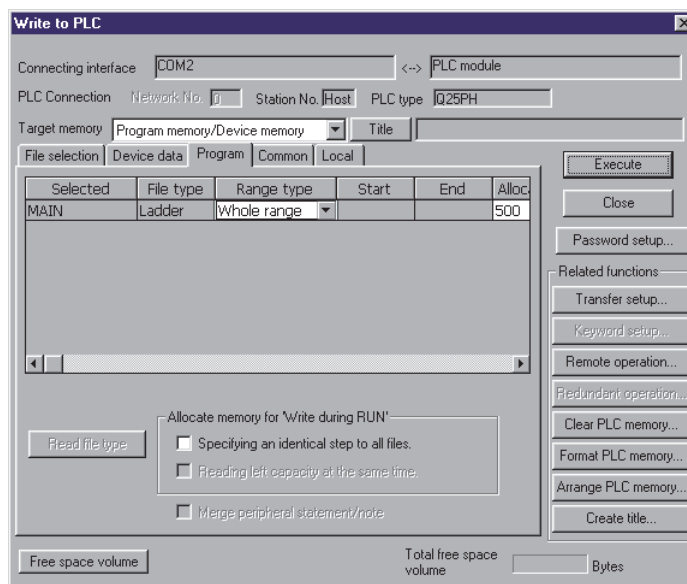 Write to PLC
Connecting interface COM2 <--> PLC module
PLC Connection Network No. 0 Station No. Host PLC type Q25PH
Target memory Program memory/Device memory Title
File selection Device data Program Common Local
Execute
Close
Password setup...
Selected File type Range type Start End Alloc
MAIN Ladder Whole range 500
Related functions
Transfer setup...
Keyword setup...
Remote operation...
Redundant operation...
Clear PLC memory...
Format PLC memory...
Arrange PLC memory...
Create title...
Allocate memory for 'Write during RUN'
Read file type
Specifying an identical step to all files.
Reading left capacity at the same time.
Merge peripheral statement/note
Free space volume
Total free space
volume Bytes